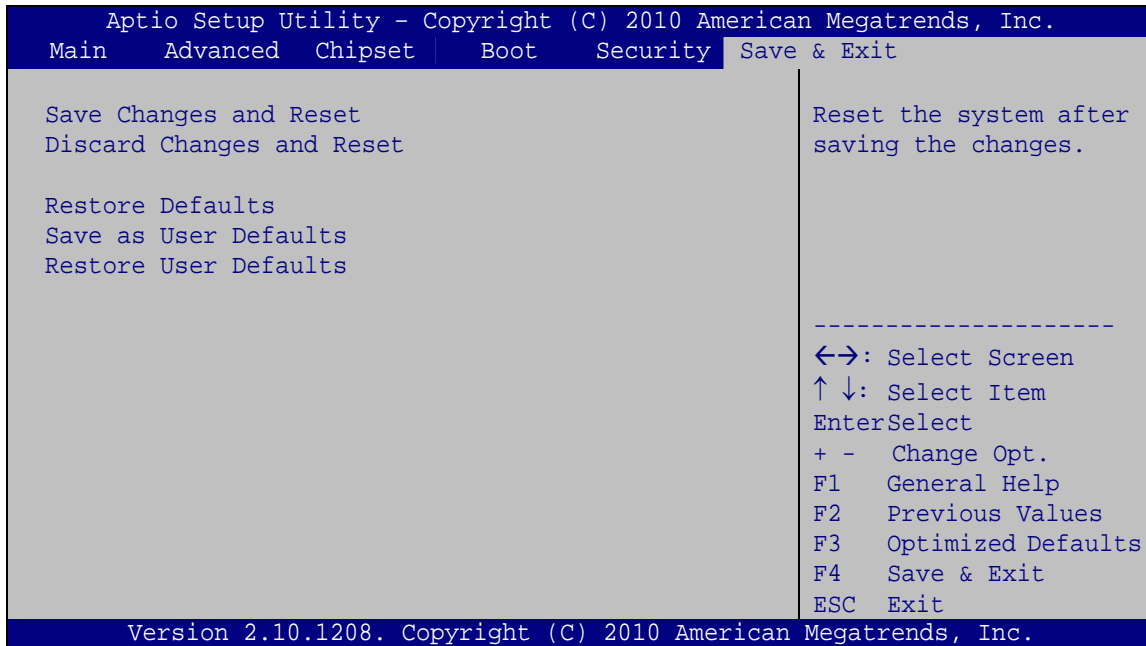 Aptio Setup Utility – Copyright (C) 2010 American Megatrends, Inc.
Main Advanced Chipset Boot Security Save & Exit
Save Changes and Reset
Discard Changes and Reset
Restore Defaults
Save as User Defaults
Restore User Defaults
Reset the system after
saving the changes.
---------------------
←→: Select Screen
↑ ↓: Select Item
EnterSelect
+ - Change Opt.
F1 General Help
F2 Previous Values
F3 Optimized Defaults
F4 Save & Exit
ESC Exit
Version 2.10.1208. Copyright (C) 2010 American Megatrends, Inc.